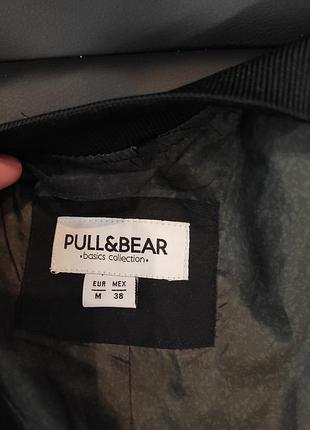 PULL&BEAR
•basics collection•
EUR MEX
M 38